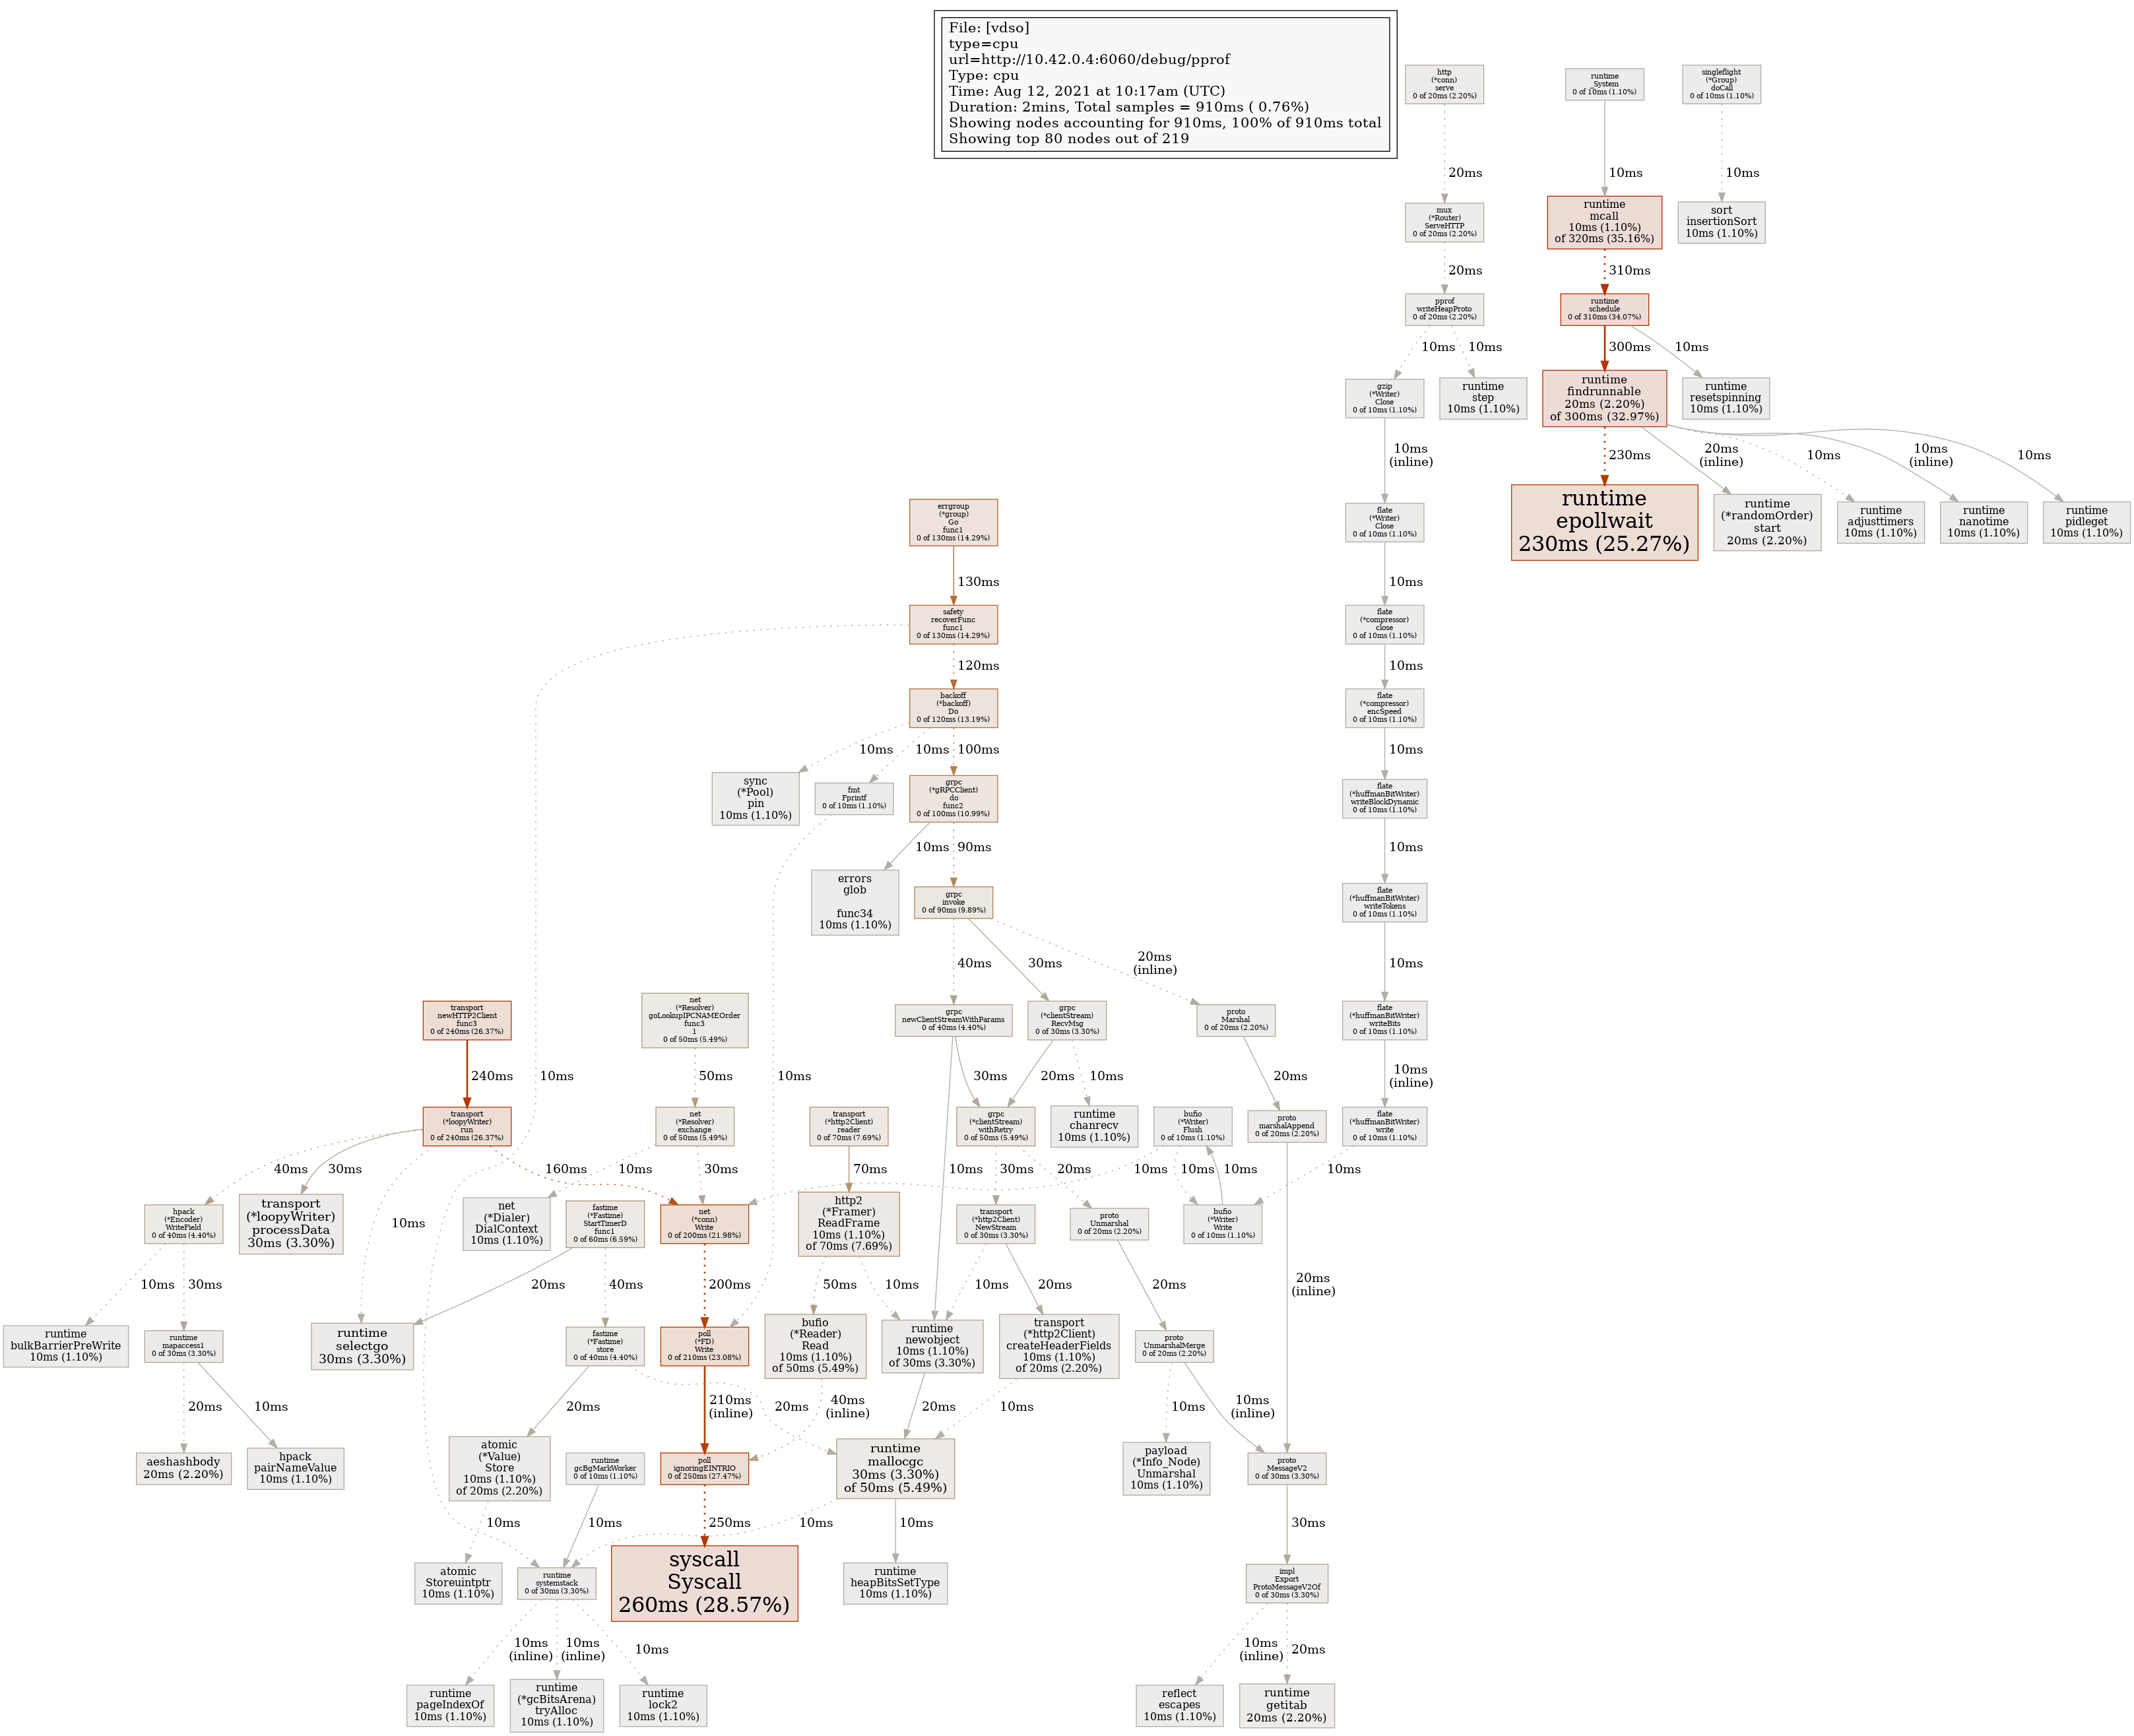 File: [vdso]
type=cpu
url=http://10.42.0.4:6060/debug/pprof
Type: cpu
Time: Aug 12, 2021 at 10:17am (UTC)
Duration: 2mins, Total samples = 910ms ( 0.76%)
Showing nodes accounting for 910ms, 100% of 910ms total
Showing top 80 nodes out of 219
http
(*conn)
serve
0 of 20ms (2.20%)
runtime
System
0 of 10ms (1.10%)
singleflight
(*Group)
doCall
0 of 10ms (1.10%)
20ms
10ms
10ms
mux
(*Router)
ServeHTTP
0 of 20ms (2.20%)
runtime
mcall
10ms (1.10%)
of 320ms (35.16%)
sort
insertionSort
10ms (1.10%)
20ms
310ms
pprof
writeHeapProto
0 of 20ms (2.20%)
runtime
schedule
0 of 310ms (34.07%)
10ms
10ms
300ms
10ms
gzip
(*Writer)
Close
0 of 10ms (1.10%)
runtime
step
10ms (1.10%)
runtime
findrunnable
20ms (2.20%)
of 300ms (32.97%)
runtime
resetspinning
10ms (1.10%)
10ms
(inline)
230ms
20ms
(inline)
10ms
10ms
(inline)
10ms
errgroup
(*group)
Go
func1
0 of 130ms (14.29%)
flate
(*Writer)
Close
0 of 10ms (1.10%)
runtime
epollwait
230ms (25.27%)
runtime
(*randomOrder)
start
20ms (2.20%)
runtime
adjusttimers
10ms (1.10%)
runtime
nanotime
10ms (1.10%)
runtime
pidleget
10ms (1.10%)
130ms
10ms
safety
recoverFunc
func1
0 of 130ms (14.29%)
flate
(*compressor)
close
0 of 10ms (1.10%)
120ms
10ms
backoff
(*backoff)
Do
0 of 120ms (13.19%)
flate
(*compressor)
encSpeed
0 of 10ms (1.10%)
10ms
10ms
100ms
10ms
sync
(*Pool)
pin
10ms (1.10%)
fmt
Fprintf
0 of 10ms (1.10%)
grpc
(*gRPCClient)
do
func2
0 of 100ms (10.99%)
flate
(*huffmanBitWriter)
writeBlockDynamic
0 of 10ms (1.10%)
10ms
90ms
10ms
errors
glob
func34
10ms (1.10%)
grpc
invoke
0 of 90ms (9.89%)
flate
(*huffmanBitWriter)
writeTokens
0 of 10ms (1.10%)
40ms
30ms
20ms
(inline)
10ms
transport
newHTTP2Client
func3
0 of 240ms (26.37%)
net
(*Resolver)
goLookupIPCNAMEOrder
func3
1
0 of 50ms (5.49%)
grpc
newClientStreamWithParams
0 of 40ms (4.40%)
grpc
(*clientStream)
RecvMsg
0 of 30ms (3.30%)
proto
Marshal
0 of 20ms (2.20%)
flate
(*huffmanBitWriter)
writeBits
0 of 10ms (1.10%)
240ms
10ms
50ms
10ms
30ms
20ms
10ms
20ms
10ms
(inline)
transport
(*loopyWriter)
run
0 of 240ms (26.37%)
net
(*Resolver)
exchange
0 of 50ms (5.49%)
transport
(*http2Client)
reader
0 of 70ms (7.69%)
grpc
(*clientStream)
withRetry
0 of 50ms (5.49%)
runtime
chanrecv
10ms (1.10%)
bufio
(*Writer)
Flush
0 of 10ms (1.10%)
proto
marshalAppend
0 of 20ms (2.20%)
flate
(*huffmanBitWriter)
write
0 of 10ms (1.10%)
40ms
30ms
10ms
160ms
10ms
30ms
70ms
10ms
30ms
20ms
10ms
10ms
10ms
10ms
hpack
(*Encoder)
WriteField
0 of 40ms (4.40%)
transport
(*loopyWriter)
processData
30ms (3.30%)
net
(*Dialer)
DialContext
10ms (1.10%)
fastime
(*Fastime)
StartTimerD
func1
0 of 60ms (6.59%)
net
(*conn)
Write
0 of 200ms (21.98%)
http2
(*Framer)
ReadFrame
10ms (1.10%)
of 70ms (7.69%)
transport
(*http2Client)
NewStream
0 of 30ms (3.30%)
proto
Unmarshal
0 of 20ms (2.20%)
bufio
(*Writer)
Write
0 of 10ms (1.10%)
10ms
30ms
20ms
40ms
200ms
50ms
10ms
10ms
20ms
20ms
20ms
(inline)
runtime
bulkBarrierPreWrite
10ms (1.10%)
runtime
mapaccess1
0 of 30ms (3.30%)
runtime
selectgo
30ms (3.30%)
fastime
(*Fastime)
store
0 of 40ms (4.40%)
poll
(*FD)
Write
0 of 210ms (23.08%)
bufio
(*Reader)
Read
10ms (1.10%)
of 50ms (5.49%)
runtime
newobject
10ms (1.10%)
of 30ms (3.30%)
transport
(*http2Client)
createHeaderFields
10ms (1.10%)
of 20ms (2.20%)
proto
UnmarshalMerge
0 of 20ms (2.20%)
20ms
10ms
20ms
20ms
210ms
(inline)
40ms
(inline)
20ms
10ms
10ms
10ms
(inline)
aeshashbody
20ms (2.20%)
hpack
pairNameValue
10ms (1.10%)
atomic
(*Value)
Store
10ms (1.10%)
of 20ms (2.20%)
runtime
gcBgMarkWorker
0 of 10ms (1.10%)
poll
ignoringEINTRIO
0 of 250ms (27.47%)
runtime
mallocgc
30ms (3.30%)
of 50ms (5.49%)
payload
(*Info_Node)
Unmarshal
10ms (1.10%)
proto
MessageV2
0 of 30ms (3.30%)
10ms
10ms
250ms
10ms
10ms
30ms
atomic
Storeuintptr
10ms (1.10%)
runtime
systemstack
0 of 30ms (3.30%)
syscall
Syscall
260ms (28.57%)
runtime
heapBitsSetType
10ms (1.10%)
impl
Export
ProtoMessageV2Of
0 of 30ms (3.30%)
10ms
(inline)
10ms
(inline)
10ms
10ms
(inline)
20ms
runtime
pageIndexOf
10ms (1.10%)
runtime
(*gcBitsArena)
tryAlloc
10ms (1.10%)
runtime
lock2
10ms (1.10%)
reflect
escapes
10ms (1.10%)
runtime
getitab
20ms (2.20%)